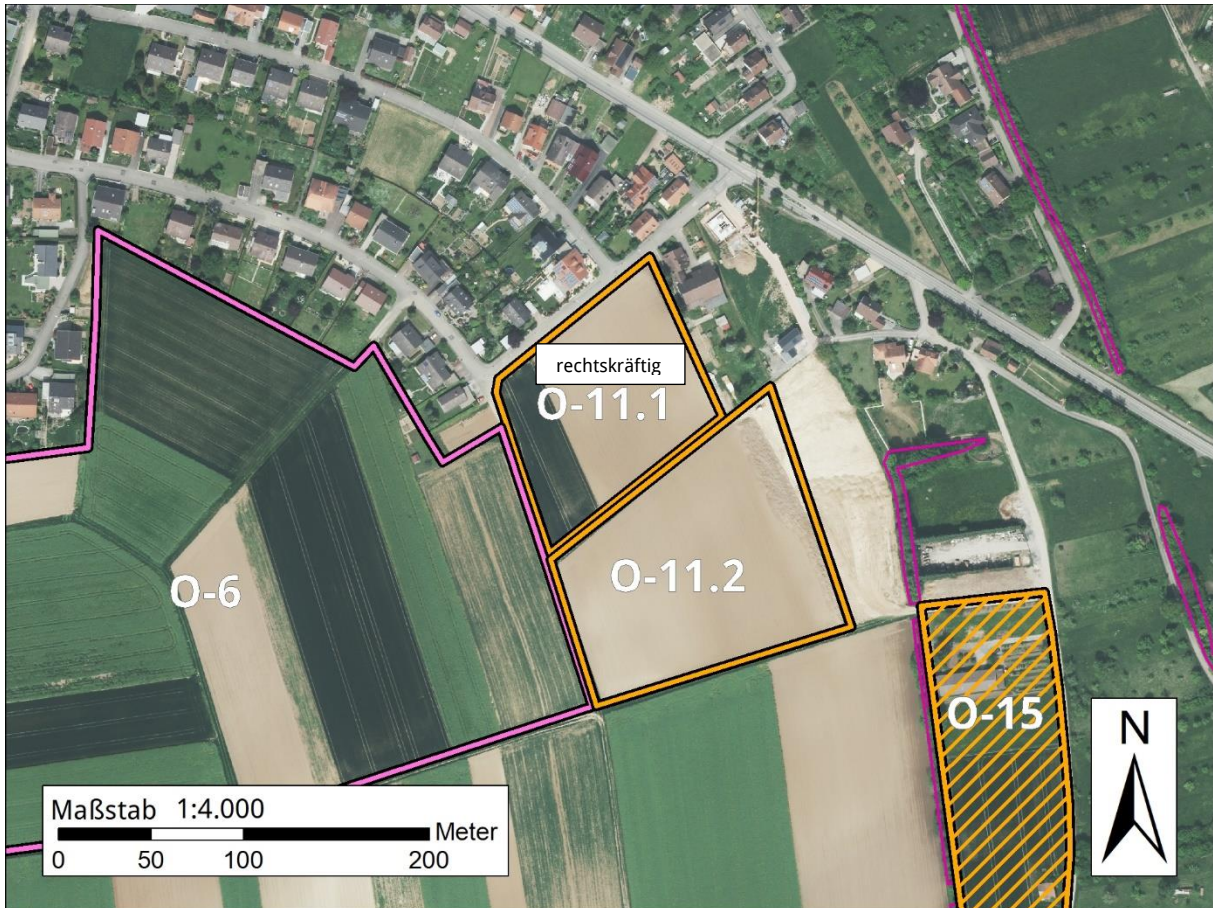 rechtskräftig
O-11.1
O-11.2
O-6
O-15
N
Maßstab 1:4.000
Meter
0 50 100 200